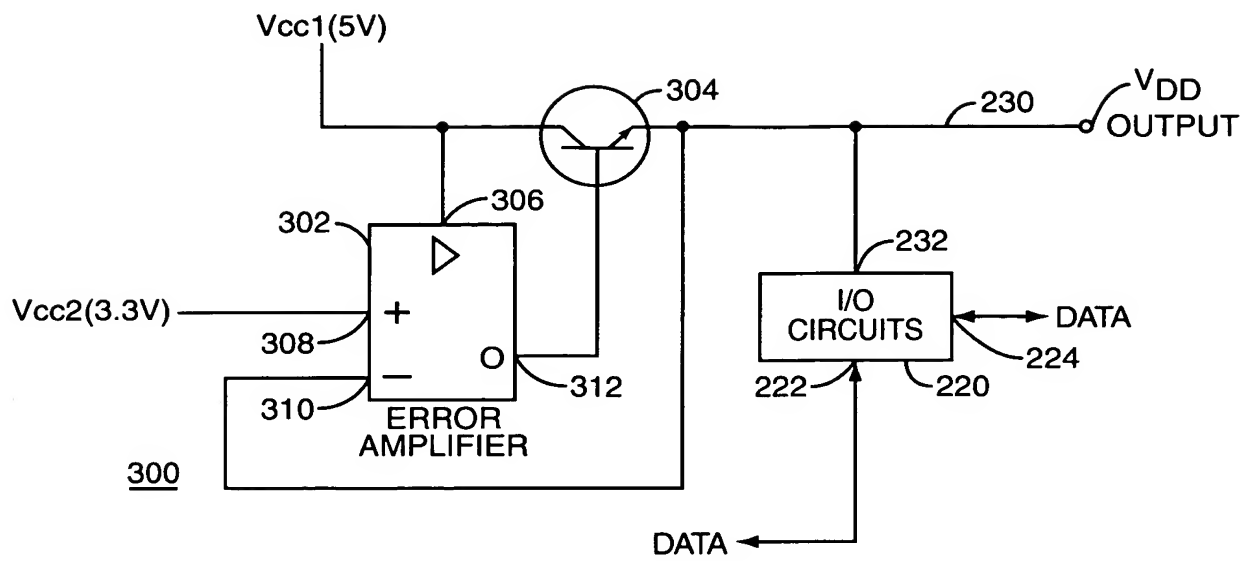 Vcc1(5V)
304
230
VDD
OUTPUT
302
306
232
Vcc2(3.3V)
+
308
I/O
CIRCUITS
DATA
O
224
310
−
312
222
220
ERROR
AMPLIFIER
300
DATA